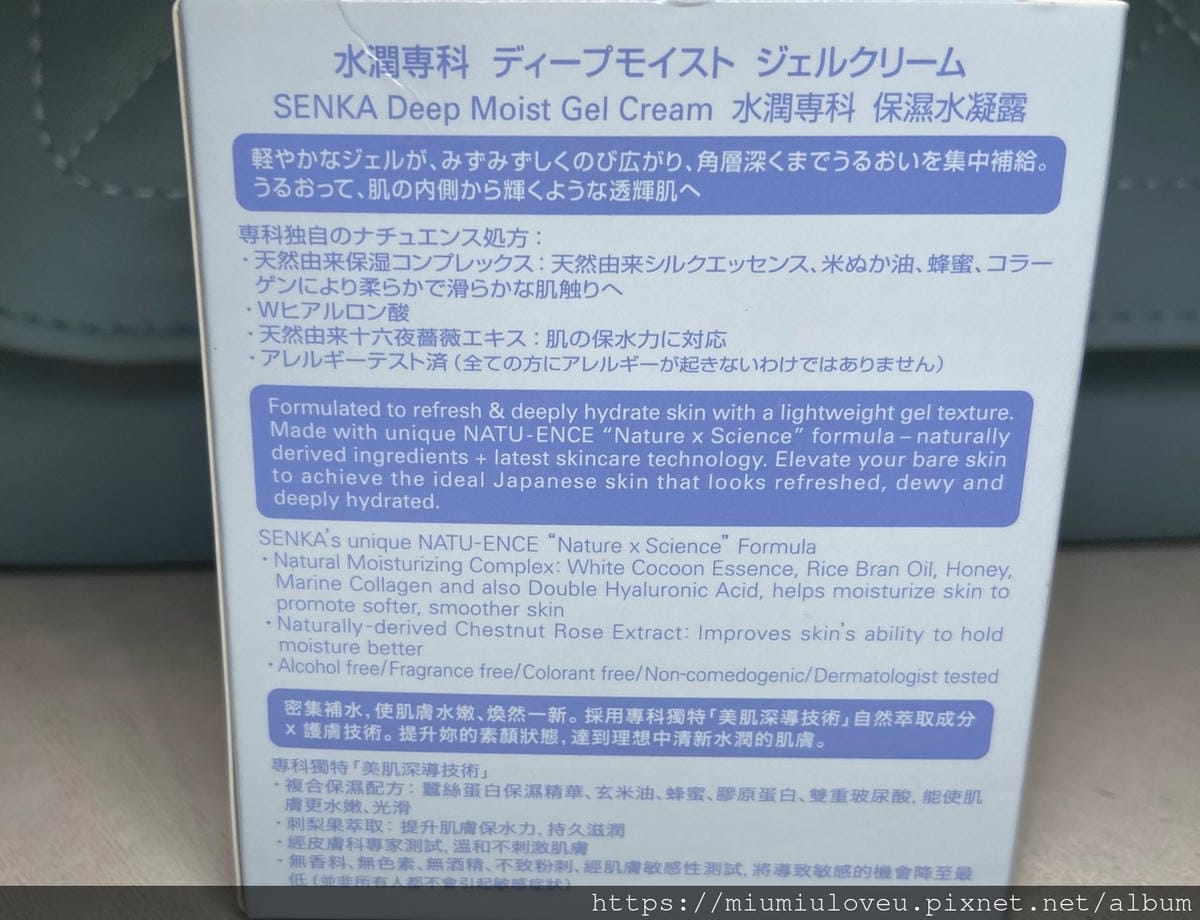 水潤専科 ディープモイスト ジェルクリーム
SENKA Deep Moist Gel Cream 水潤専科 保濕水凝露
軽やかなジェルが、みずみずしくのび広がり、角層深くまでうるおいを集中補給。
うるおって、肌の内側から輝くような透輝肌へ
専科独自のナチュエンス処方：
・天然由来保湿コンプレックス：天然由来シルクエッセンス、米ぬか油、蜂蜜、コラー
ゲンにより柔らかで滑らかな肌触りへ
・Wヒアルロン酸
・天然由来十六夜薔薇エキス：肌の保水力に対応
・アレルギーテスト済（全ての方にアレルギーが起きないわけではありません）
Formulated to refresh & deeply hydrate skin with a lightweight gel texture.
Made with unique NATU-ENCE “Nature x Science” formula – naturally
derived ingredients + latest skincare technology. Elevate your bare skin
to achieve the ideal Japanese skin that looks refreshed, dewy and
deeply hydrated.
SENKA’s unique NATU-ENCE “Nature x Science” Formula
・Natural Moisturizing Complex: White Cocoon Essence, Rice Bran Oil, Honey,
Marine Collagen and also Double Hyaluronic Acid, helps moisturize skin to
promote softer, smoother skin
・Naturally-derived Chestnut Rose Extract: Improves skin’s ability to hold
moisture better
・Alcohol free/Fragrance free/Colorant free/Non-comedogenic/Dermatologist tested
密集補水，使肌膚水嫩、煥然一新。採用專科獨特「美肌深導技術」自然萃取成分
x 護膚技術。提升妳的素顏狀態，達到理想中清新水潤的肌膚。
專科獨特「美肌深導技術」
・複合保濕配方：蠶絲蛋白保濕精華、玄米油、蜂蜜、膠原蛋白、雙重玻尿酸，能使肌
膚更水嫩、光滑
・刺梨果萃取：提升肌膚保水力，持久滋潤
・經皮膚科專家測試，溫和不刺激肌膚
・無香料、無色素、無酒精、不致粉刺、經肌膚敏感性測試，將導致敏感的機會降至最
低（並非所有人都不會引起敏感症狀）
https://miumiuloveu.pixnet.net/album